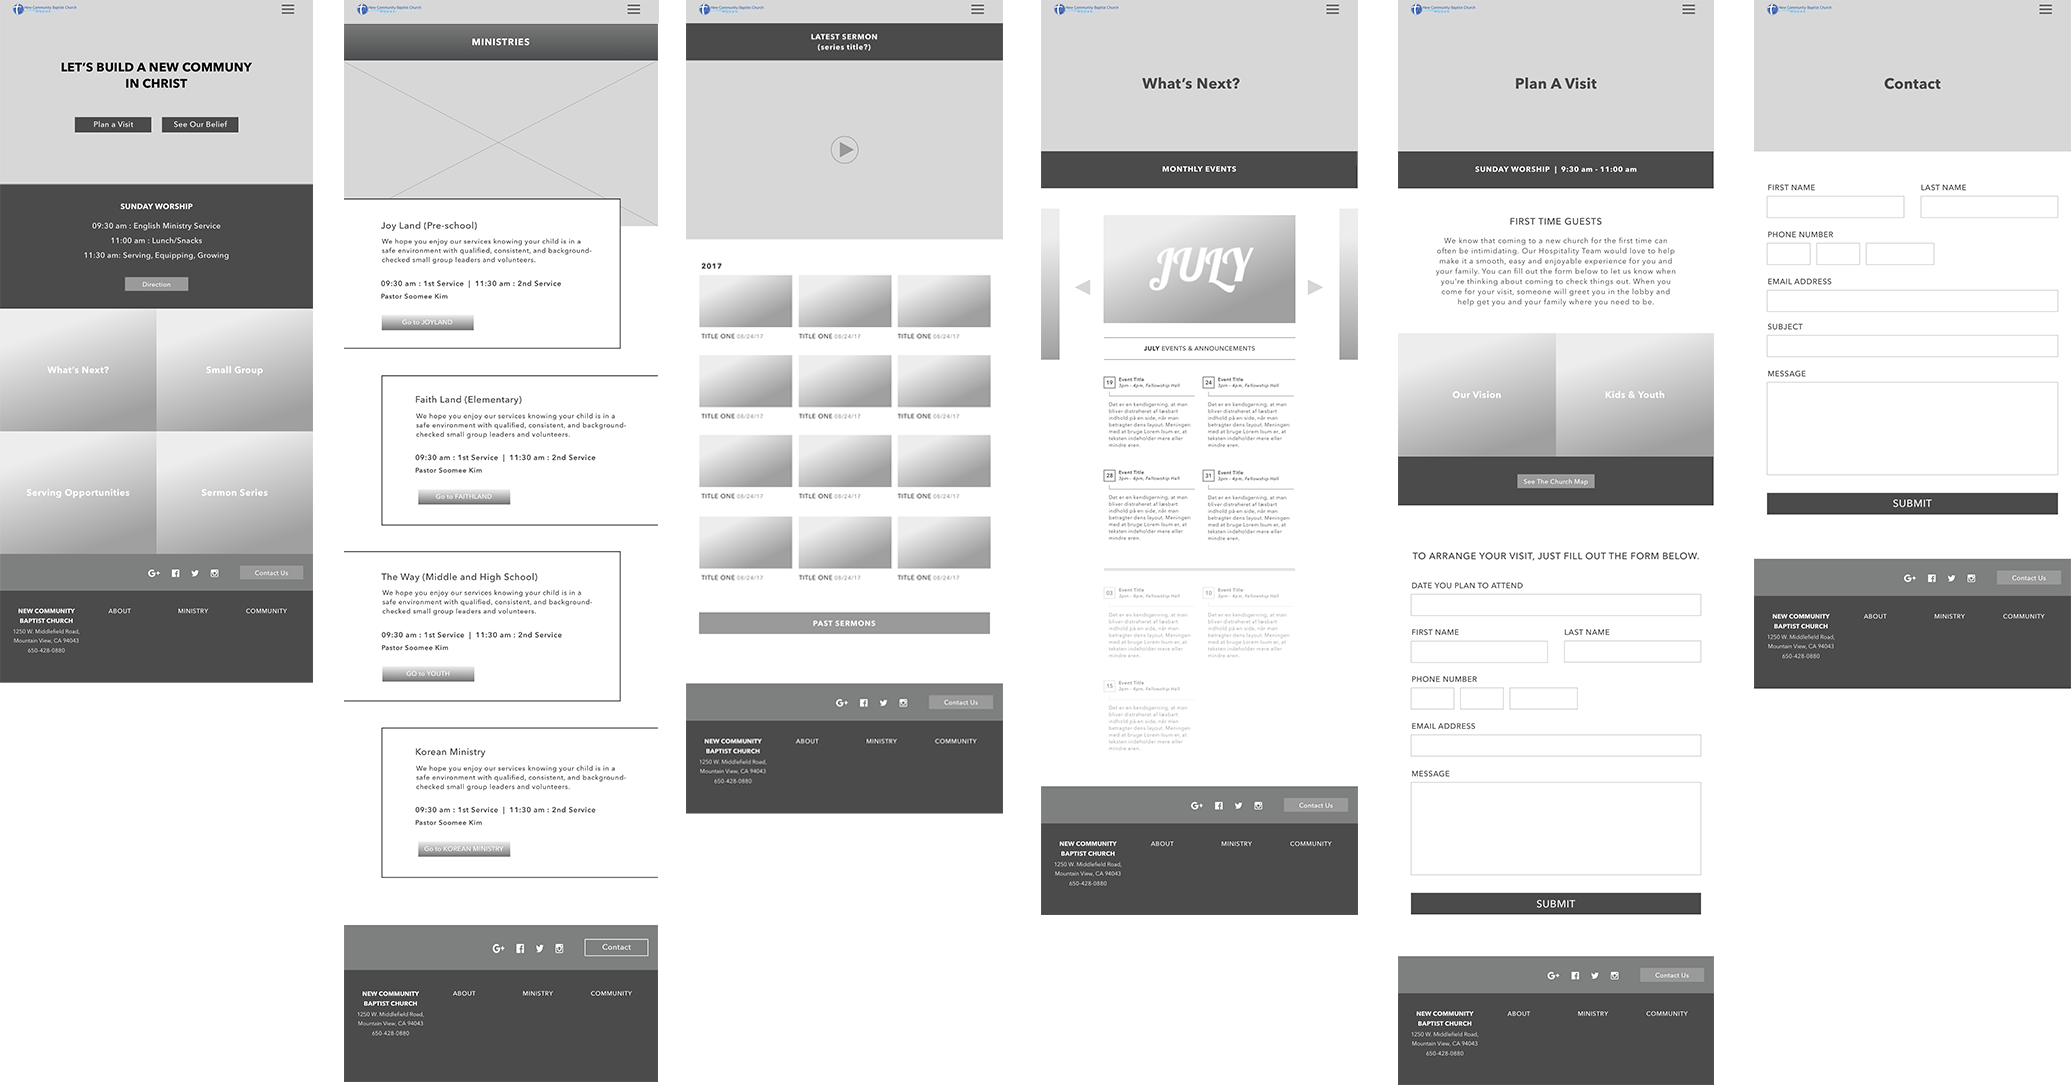 New Community Baptist Church
LET'S BUILD A NEW COMMUNY
IN CHRIST
Plan a Visit
See Our Belief
SUNDAY WORSHIP
09:30 am : English Ministry Service
11:00 am : Lunch/Snacks
11:30 am: Serving, Equipping, Growing
Direction
What's Next?
Small Group
Serving Opportunities
Sermon Series
G+
Contact Us
NEW COMMUNITY
BAPTIST CHURCH
1250 W. Middlefield Road,
Mountain View, CA 94043
650-428-0880
ABOUT
MINISTRY
COMMUNITY
New Community Baptist Church
MINISTRIES
Joy Land (Pre-school)
We hope you enjoy our services knowing your child is in a
safe environment with qualified, consistent, and background-
checked small group leaders and volunteers.
09:30 am : 1st Service | 11:30 am : 2nd Service
Pastor Soomee Kim
Go to JOYLAND
Faith Land (Elementary)
We hope you enjoy our services knowing your child is in a
safe environment with qualified, consistent, and background-
checked small group leaders and volunteers.
09:30 am : 1st Service | 11:30 am : 2nd Service
Pastor Soomee Kim
Go to FAITHLAND
The Way (Middle and High School)
We hope you enjoy our services knowing your child is in a
safe environment with qualified, consistent, and background-
checked small group leaders and volunteers.
09:30 am : 1st Service | 11:30 am : 2nd Service
Pastor Soomee Kim
GO to YOUTH
Korean Ministry
We hope you enjoy our services knowing your child is in a
safe environment with qualified, consistent, and background-
checked small group leaders and volunteers.
09:30 am : 1st Service | 11:30 am : 2nd Service
Pastor Soomee Kim
Go to KOREAN MINISTRY
G+
Contact
NEW COMMUNITY
BAPTIST CHURCH
1250 W. Middlefield Road,
Mountain View, CA 94043
650-428-0880
ABOUT
MINISTRY
COMMUNITY
New Community Baptist Church
LATEST SERMON
(series title?)
2017
TITLE ONE 08/24/17
TITLE ONE 08/24/17
TITLE ONE 08/24/17
TITLE ONE 08/24/17
TITLE ONE 08/24/17
TITLE ONE 08/24/17
TITLE ONE 08/24/17
TITLE ONE 08/24/17
TITLE ONE 08/24/17
TITLE ONE 08/24/17
TITLE ONE 08/24/17
TITLE ONE 08/24/17
PAST SERMONS
G+
Contact Us
NEW COMMUNITY
BAPTIST CHURCH
1250 W. Middlefield Road,
Mountain View, CA 94043
650-428-0880
ABOUT
MINISTRY
COMMUNITY
New Community Baptist Church
What's Next?
MONTHLY EVENTS
JULY
JULY EVENTS & ANNOUNCEMENTS
19
Event Title
3pm - 4pm, Fellowship Hall
Det er en kendsgerning, at man
bliver distraheret af læsbart
indhold på en side, når man
betragter dens layout. Meningen
med at bruge Lorem Ipsum er, at
teksten indeholder mere eller
mindre eren.
24
Event Title
3pm - 4pm, Fellowship Hall
Det er en kendsgerning, at man
bliver distraheret af læsbart
indhold på en side, når man
betragter dens layout. Meningen
med at bruge Lorem Ipsum er, at
teksten indeholder mere eller
mindre eren.
28
Event Title
3pm - 4pm, Fellowship Hall
Det er en kendsgerning, at man
bliver distraheret af læsbart
indhold på en side, når man
betragter dens layout. Meningen
med at bruge Lorem Ipsum er, at
teksten indeholder mere eller
mindre eren.
31
Event Title
3pm - 4pm, Fellowship Hall
Det er en kendsgerning, at man
bliver distraheret af læsbart
indhold på en side, når man
betragter dens layout. Meningen
med at bruge Lorem Ipsum er, at
teksten indeholder mere eller
mindre eren.
03
Event Title
3pm - 4pm, Fellowship Hall
Det er en kendsgerning, at man
bliver distraheret af læsbart
indhold på en side, når man
betragter dens layout. Meningen
med at bruge Lorem Ipsum er, at
teksten indeholder mere eller
mindre eren.
10
Event Title
3pm - 4pm, Fellowship Hall
Det er en kendsgerning, at man
bliver distraheret af læsbart
indhold på en side, når man
betragter dens layout. Meningen
med at bruge Lorem Ipsum er, at
teksten indeholder mere eller
mindre eren.
15
Event Title
3pm - 4pm, Fellowship Hall
Det er en kendsgerning, at man
bliver distraheret af læsbart
indhold på en side, når man
betragter dens layout. Meningen
med at bruge Lorem Ipsum er, at
teksten indeholder mere eller
mindre eren.
G+
Contact Us
NEW COMMUNITY
BAPTIST CHURCH
1250 W. Middlefield Road,
Mountain View, CA 94043
650-428-0880
ABOUT
MINISTRY
COMMUNITY
New Community Baptist Church
Plan A Visit
SUNDAY WORSHIP | 9:30 am - 11:00 am
FIRST TIME GUESTS
We know that coming to a new church for the first time can
often be intimidating. Our Hospitality Team would love to help
make it a smooth, easy and enjoyable experience for you and
your family. You can fill out the form below to let us know when
you're thinking about coming to check things out. When you
come for your visit, someone will greet you in the lobby and
help get you and your family where you need to be.
Our Vision
Kids & Youth
See The Church Map
TO ARRANGE YOUR VISIT, JUST FILL OUT THE FORM BELOW.
DATE YOU PLAN TO ATTEND
FIRST NAME
LAST NAME
PHONE NUMBER
EMAIL ADDRESS
MESSAGE
SUBMIT
G+
Contact Us
NEW COMMUNITY
BAPTIST CHURCH
1250 W. Middlefield Road,
Mountain View, CA 94043
650-428-0880
ABOUT
MINISTRY
COMMUNITY
New Community Baptist Church
Contact
FIRST NAME
LAST NAME
PHONE NUMBER
EMAIL ADDRESS
SUBJECT
MESSAGE
SUBMIT
G+
Contact Us
NEW COMMUNITY
BAPTIST CHURCH
1250 W. Middlefield Road,
Mountain View, CA 94043
650-428-0880
ABOUT
MINISTRY
COMMUNITY